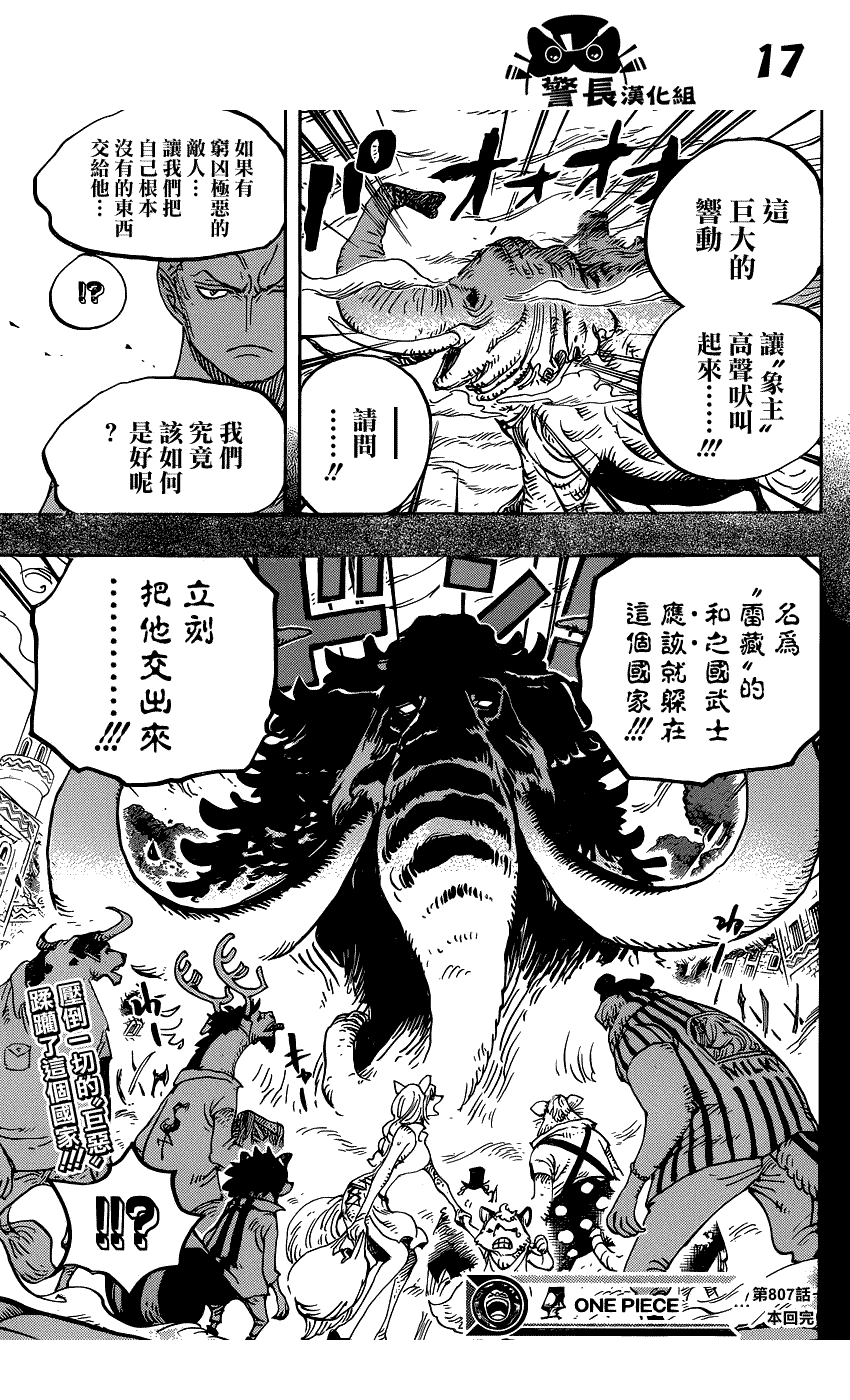 警長漢化組
17
這
巨大的
響動
讓〝象主〞
高聲吠叫
起來……!!!
オオオオ
請問
……!!
如果有
窮凶極惡的
敵人…
讓我們把
自己根本
沒有的東西
交給他…
!?
我們
究竟
該如何
是好呢
?
名為
〝雷藏〞的
和之國武士
應該就躲在
這個國家!!!
立刻
把他交出來
………!!!
壓倒一切的〝巨惡〞
蹂躪了這個國家!!!
!!?
MILKY
ONE PIECE
第807話
…本回完